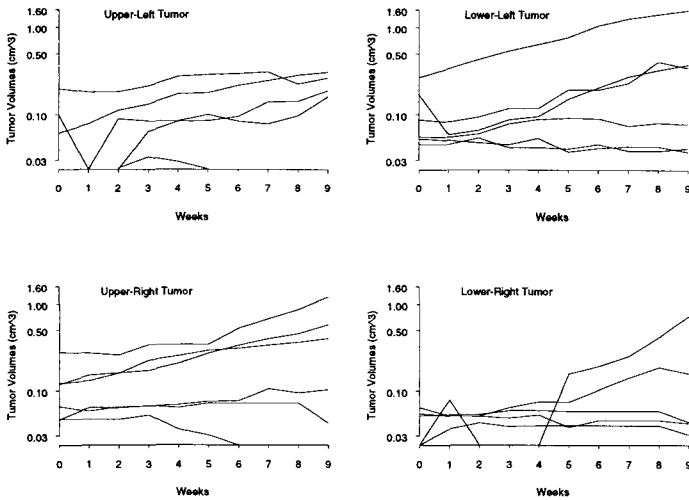 Upper-Left Tumor
Tumor Volumes (cm^3)
1.60
1.00
0.50
0.10
0.03
0 1 2 3 4 5 6 7 8 9
Weeks
Lower-Left Tumor
Tumor Volumes (cm^3)
1.60
1.00
0.50
0.10
0.03
0 1 2 3 4 5 6 7 8 9
Weeks
Upper-Right Tumor
Tumor Volumes (cm^3)
1.60
1.00
0.50
0.10
0.03
0 1 2 3 4 5 6 7 8 9
Weeks
Lower-Right Tumor
Tumor Volumes (cm^3)
1.60
1.00
0.50
0.10
0.03
0 1 2 3 4 5 6 7 8 9
Weeks